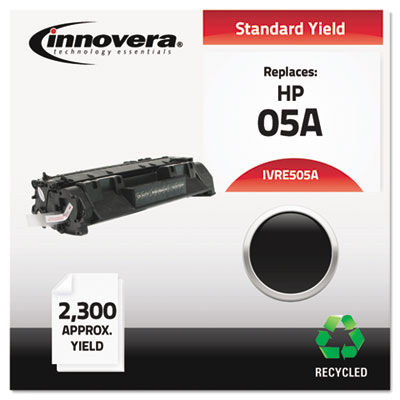 innovera
technology essentials
Standard Yield
Replaces:
HP
05A
IVRE505A
2,300
APPROX.
YIELD
RECYCLED